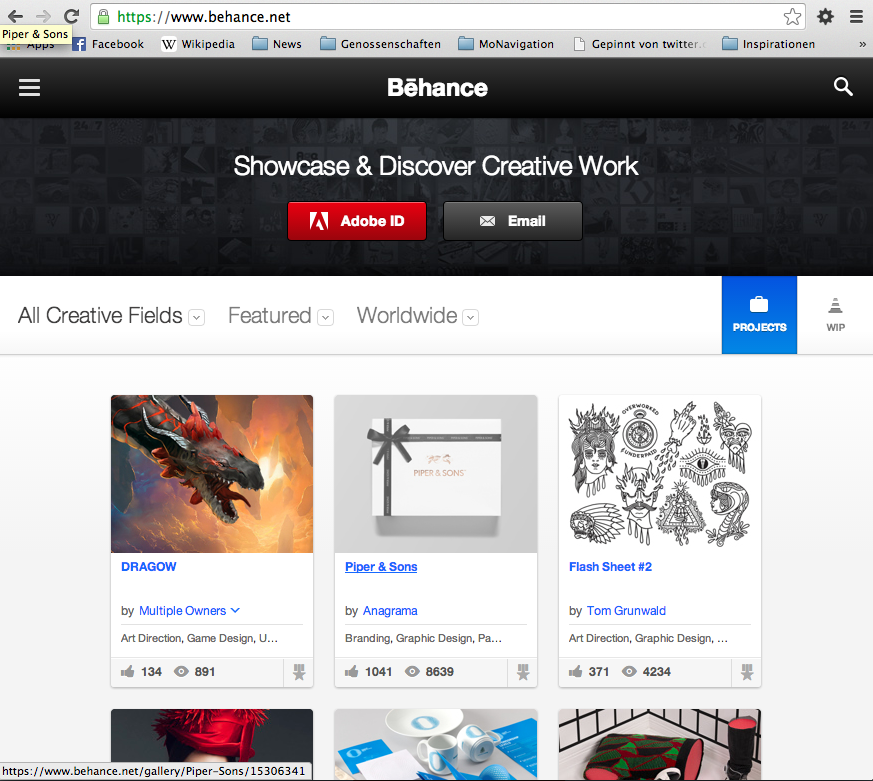 https://www.behance.net
Piper & Sons
Apps Facebook Wikipedia News Genossenschaften MoNavigation Gepinnt von twitter.c Inspirationen »
Bēhance
Showcase & Discover Creative Work
Adobe ID Email
All Creative Fields Featured Worldwide
PROJECTS WIP
PIPER & SONS
OVERWORKED
& UNDERPAID
DRAGOW Piper & Sons Flash Sheet #2
by Multiple Owners by Anagrama by Tom Grunwald
Art Direction, Game Design, U... Branding, Graphic Design, Pa... Art Direction, Graphic Design, ...
134 891 1041 8639 371 4234
https://www.behance.net/gallery/Piper-Sons/15306341